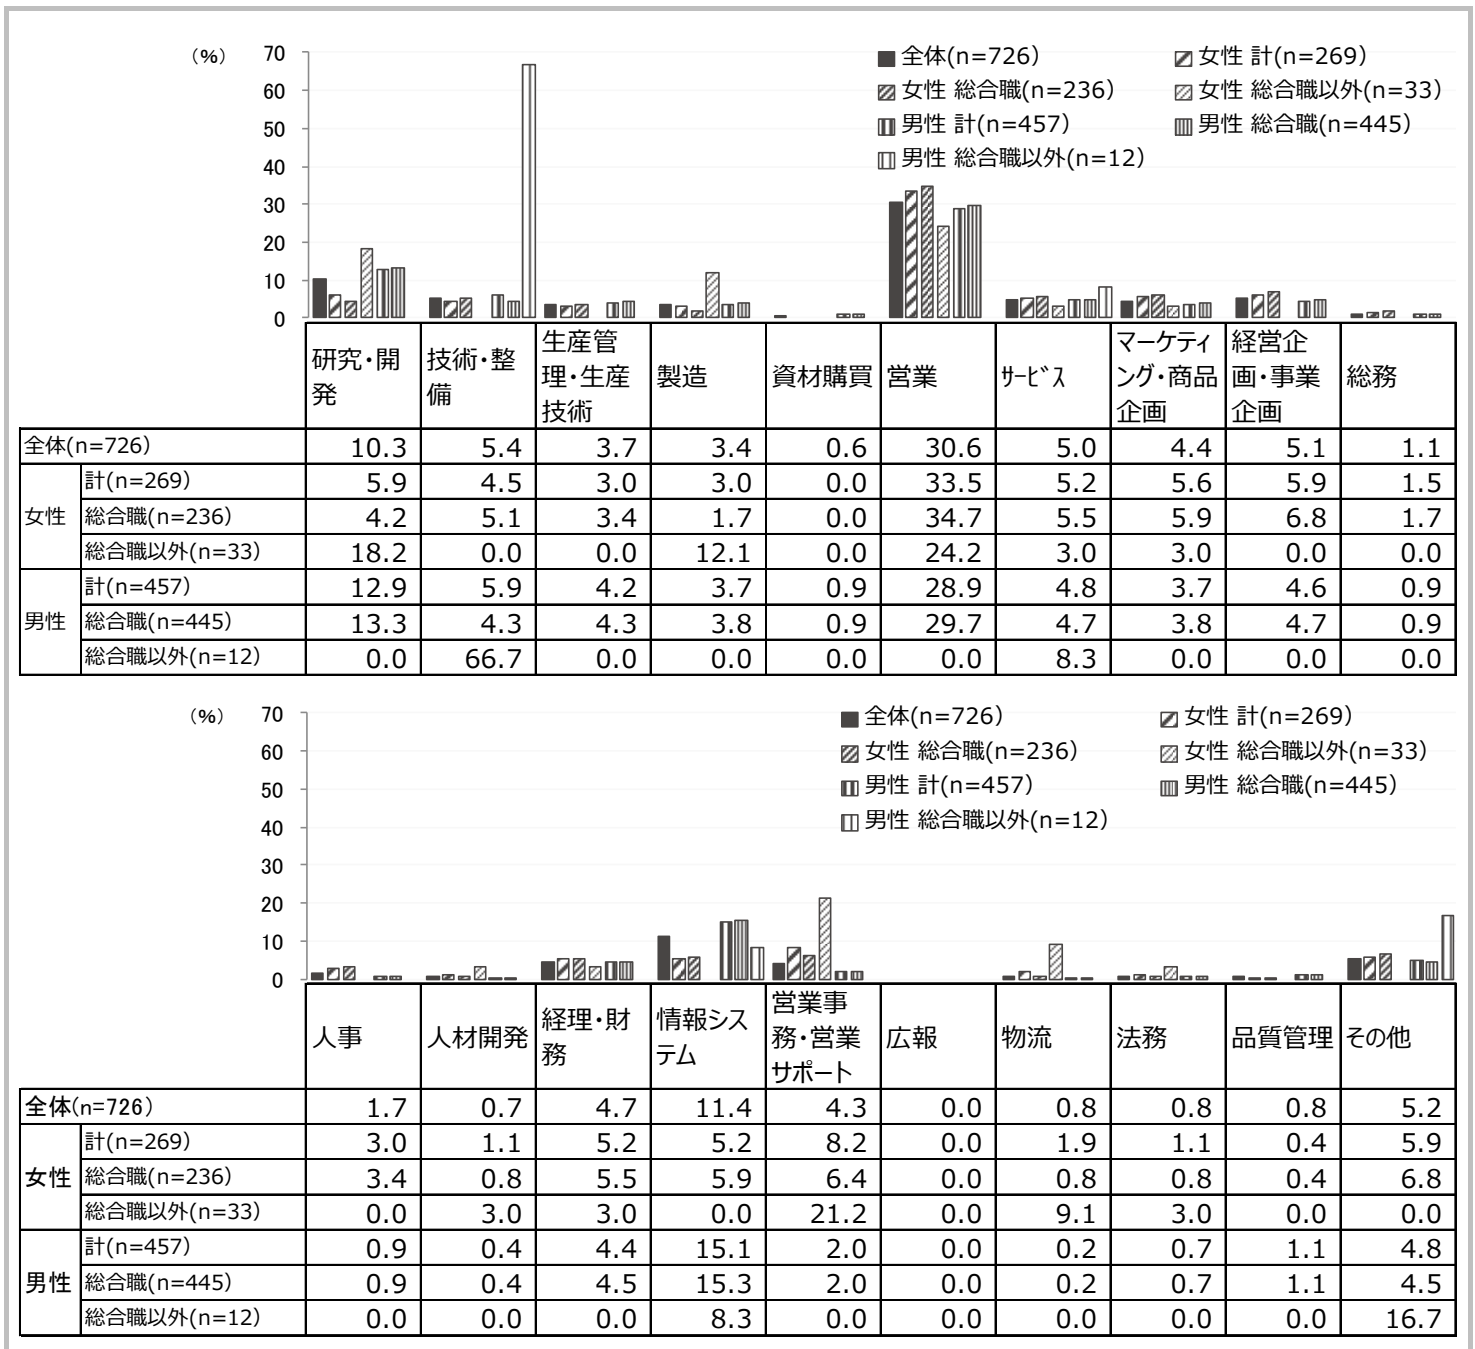 （%）
70
60
50
40
30
20
10
0
全体(n=726)
女性 計(n=269)
女性 総合職(n=236)
女性 総合職以外(n=33)
男性 計(n=457)
男性 総合職(n=445)
男性 総合職以外(n=12)
研究・開発 技術・整備 生産管理・生産技術 製造 資材購買 営業 ｻｰﾋﾞｽ マーケティング・商品企画 経営企画・事業企画 総務
全体(n=726) 10.3 5.4 3.7 3.4 0.6 30.6 5.0 4.4 5.1 1.1
女性 計(n=269) 5.9 4.5 3.0 3.0 0.0 33.5 5.2 5.6 5.9 1.5
総合職(n=236) 4.2 5.1 3.4 1.7 0.0 34.7 5.5 5.9 6.8 1.7
総合職以外(n=33) 18.2 0.0 0.0 12.1 0.0 24.2 3.0 3.0 0.0 0.0
男性 計(n=457) 12.9 5.9 4.2 3.7 0.9 28.9 4.8 3.7 4.6 0.9
総合職(n=445) 13.3 4.3 4.3 3.8 0.9 29.7 4.7 3.8 4.7 0.9
総合職以外(n=12) 0.0 66.7 0.0 0.0 0.0 0.0 8.3 0.0 0.0 0.0
（%）
70
60
50
40
30
20
10
0
全体(n=726)
女性 計(n=269)
女性 総合職(n=236)
女性 総合職以外(n=33)
男性 計(n=457)
男性 総合職(n=445)
男性 総合職以外(n=12)
人事 人材開発 経理・財務 情報システム 営業事務・営業サポート 広報 物流 法務 品質管理 その他
全体(n=726) 1.7 0.7 4.7 11.4 4.3 0.0 0.8 0.8 0.8 5.2
女性 計(n=269) 3.0 1.1 5.2 5.2 8.2 0.0 1.9 1.1 0.4 5.9
総合職(n=236) 3.4 0.8 5.5 5.9 6.4 0.0 0.8 0.8 0.4 6.8
総合職以外(n=33) 0.0 3.0 3.0 0.0 21.2 0.0 9.1 3.0 0.0 0.0
男性 計(n=457) 0.9 0.4 4.4 15.1 2.0 0.0 0.2 0.7 1.1 4.8
総合職(n=445) 0.9 0.4 4.5 15.3 2.0 0.0 0.2 0.7 1.1 4.5
総合職以外(n=12) 0.0 0.0 0.0 8.3 0.0 0.0 0.0 0.0 0.0 16.7